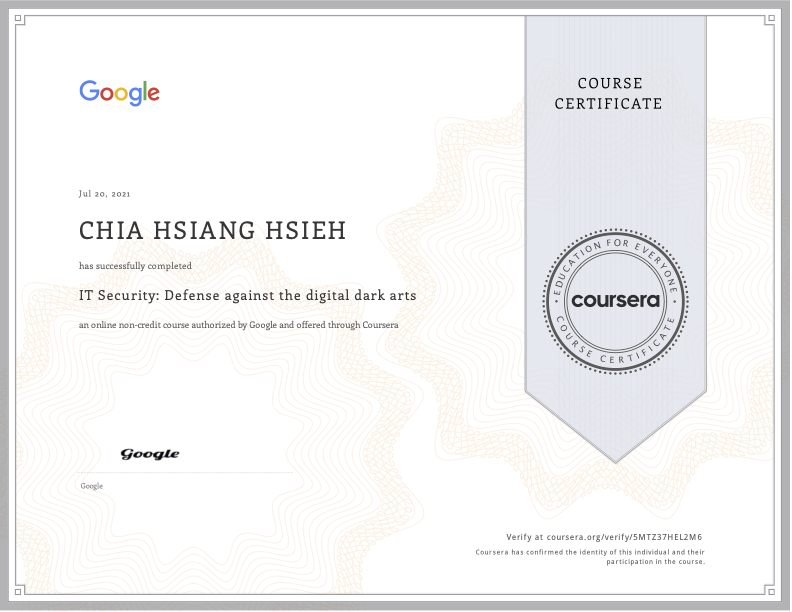 Google
COURSE
CERTIFICATE
Jul 20, 2021
CHIA HSIANG HSIEH
has successfully completed
IT Security: Defense against the digital dark arts
an online non-credit course authorized by Google and offered through Coursera
EDUCATION FOR EVERYONE
coursera
COURSE CERTIFICATE
Google
Google
Verify at coursera.org/verify/5MTZ37HEL2M6
Coursera has confirmed the identity of this individual and their
participation in the course.